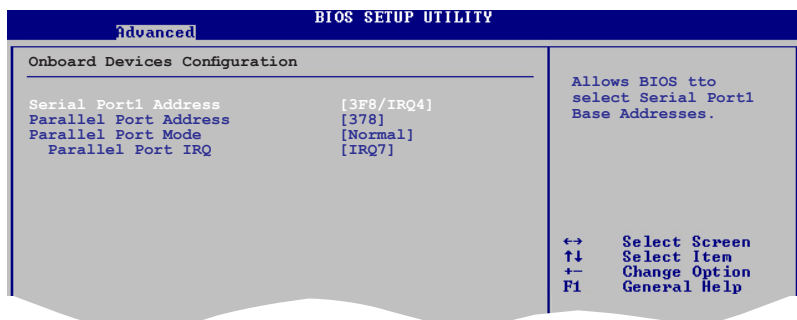 BIOS SETUP UTILITY
Advanced
Onboard Devices Configuration
Serial Port1 Address [3F8/IRQ4]
Parallel Port Address [378]
Parallel Port Mode [Normal]
Parallel Port IRQ [IRQ7]
Allows BIOS tto
select Serial Port1
Base Addresses.
←→ Select Screen
↑↓ Select Item
+- Change Option
F1 General Help